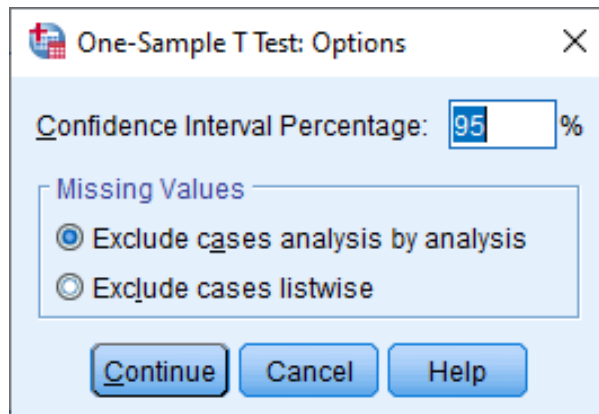 One-Sample T Test: Options
Confidence Interval Percentage: 95 %
Missing Values
Exclude cases analysis by analysis
Exclude cases listwise
Continue Cancel Help